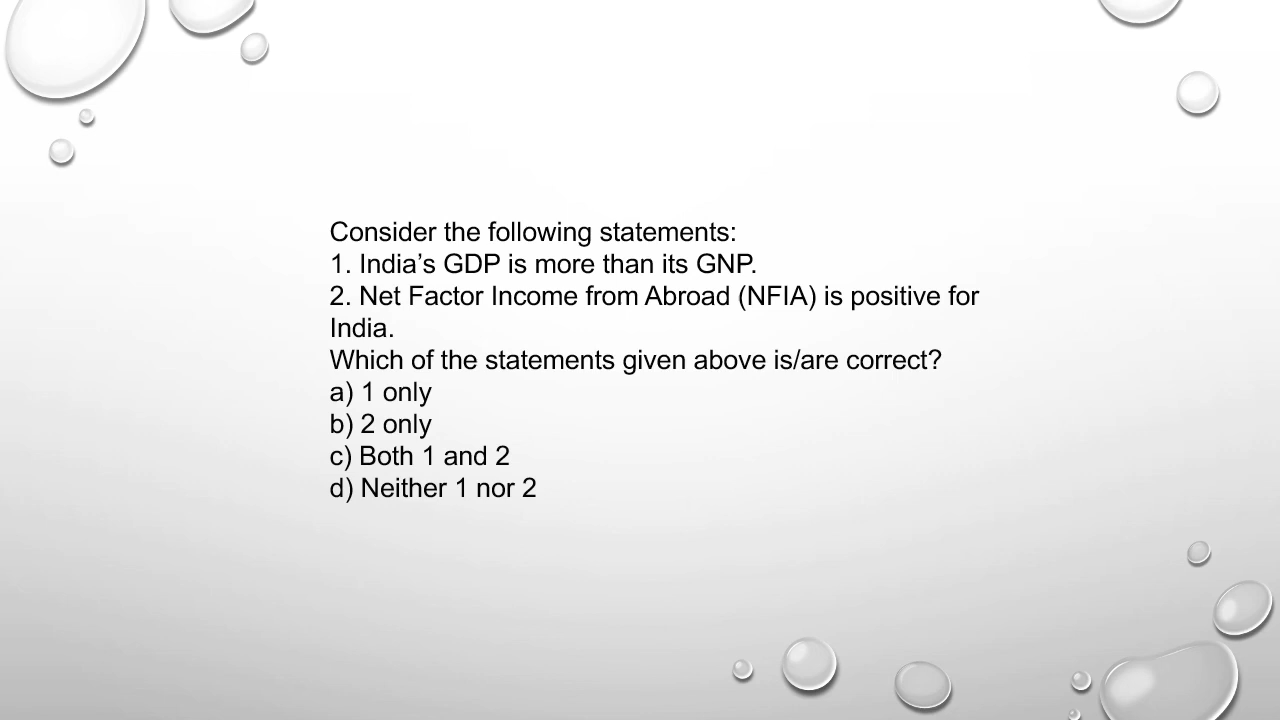 Consider the following statements:
1. India’s GDP is more than its GNP.
2. Net Factor Income from Abroad (NFIA) is positive for
India.
Which of the statements given above is/are correct?
a) 1 only
b) 2 only
c) Both 1 and 2
d) Neither 1 nor 2